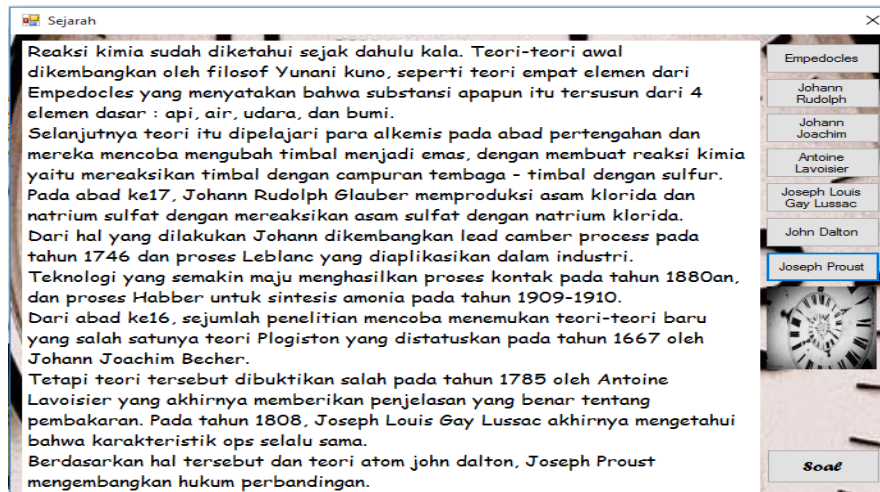 Sejarah
Reaksi kimia sudah diketahui sejak dahulu kala. Teori-teori awal
dikembangkan oleh filosof Yunani kuno, seperti teori empat elemen dari
Empedocles yang menyatakan bahwa substansi apapun itu tersusun dari 4
elemen dasar : api, air, udara, dan bumi.
Selanjutnya teori itu dipelajari para alkemis pada abad pertengahan dan
mereka mencoba mengubah timbal menjadi emas, dengan membuat reaksi kimia
yaitu mereaksikan timbal dengan campuran tembaga - timbal dengan sulfur.
Pada abad ke17, Johann Rudolph Glauber memproduksi asam klorida dan
natrium sulfat dengan mereaksikan asam sulfat dengan natrium klorida.
Dari hal yang dilakukan Johann dikembangkan lead camber process pada
tahun 1746 dan proses Leblanc yang diaplikasikan dalam industri.
Teknologi yang semakin maju menghasilkan proses kontak pada tahun 1880an,
dan proses Habber untuk sintesis amonia pada tahun 1909-1910.
Dari abad ke16, sejumlah penelitian mencoba menemukan teori-teori baru
yang salah satunya teori Plogiston yang distatuskan pada tahun 1667 oleh
Johann Joachim Becher.
Tetapi teori tersebut dibuktikan salah pada tahun 1785 oleh Antoine
Lavoisier yang akhirnya memberikan penjelasan yang benar tentang
pembakaran. Pada tahun 1808, Joseph Louis Gay Lussac akhirnya mengetahui
bahwa karakteristik ops selalu sama.
Berdasarkan hal tersebut dan teori atom john dalton, Joseph Proust
mengembangkan hukum perbandingan.
Empedocles
Johann
Rudolph
Johann
Joachim
Antoine
Lavoisier
Joseph Louis
Gay Lussac
John Dalton
Joseph Proust
Soal